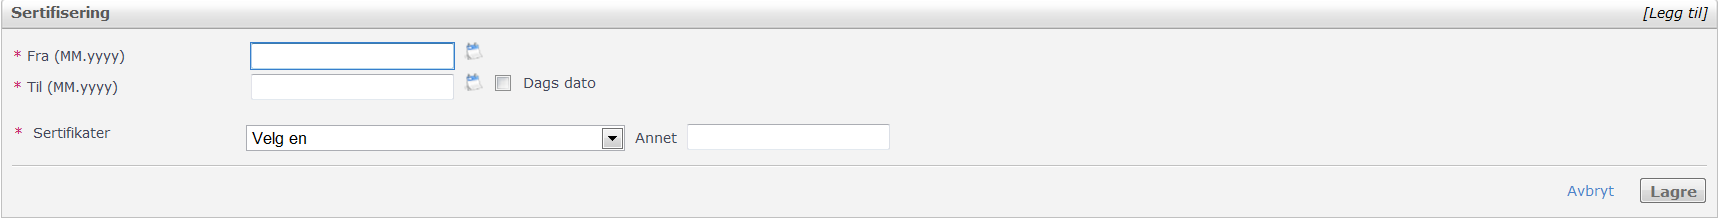 Sertifisering [Legg til]
* Fra (MM.yyyy)
* Til (MM.yyyy) Dags dato
* Sertifikater Velg en Annet
Avbryt Lagre